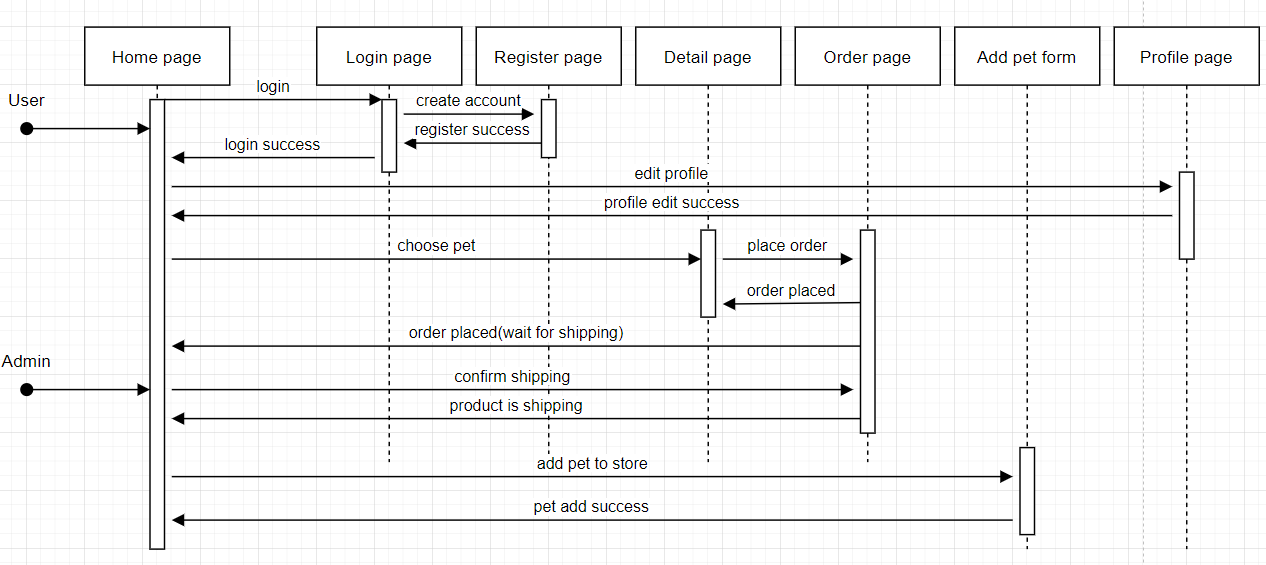 Home page
Login page
Register page
Detail page
Order page
Add pet form
Profile page
login
User
create account
register success
login success
edit profile
profile edit success
choose pet
place order
order placed
order placed(wait for shipping)
Admin
confirm shipping
product is shipping
add pet to store
pet add success